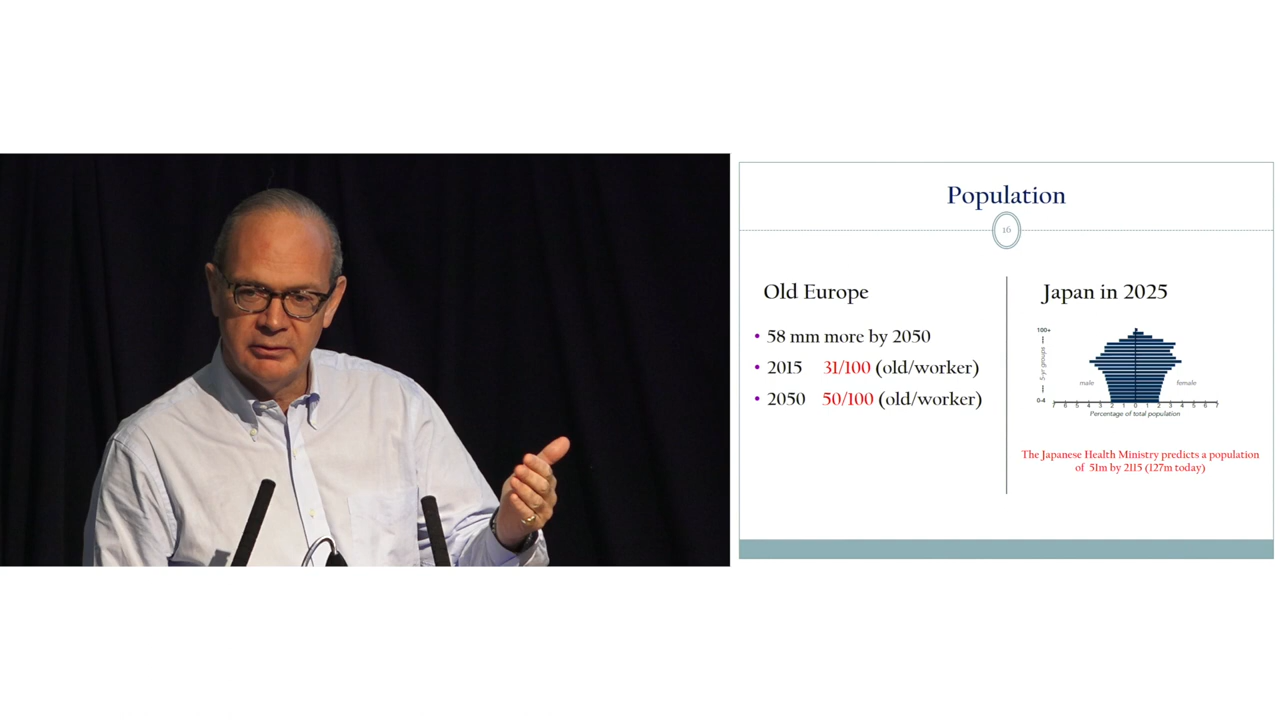 Population
16
Old Europe
• 58 mm more by 2050
• 2015 31/100 (old/worker)
• 2050 50/100 (old/worker)
Japan in 2025
100+
5-yr groups
0-4
male
female
7 6 5 4 3 2 1 0 1 2 3 4 5 6 7
Percentage of total population
The Japanese Health Ministry predicts a population
of 51m by 2115 (127m today)